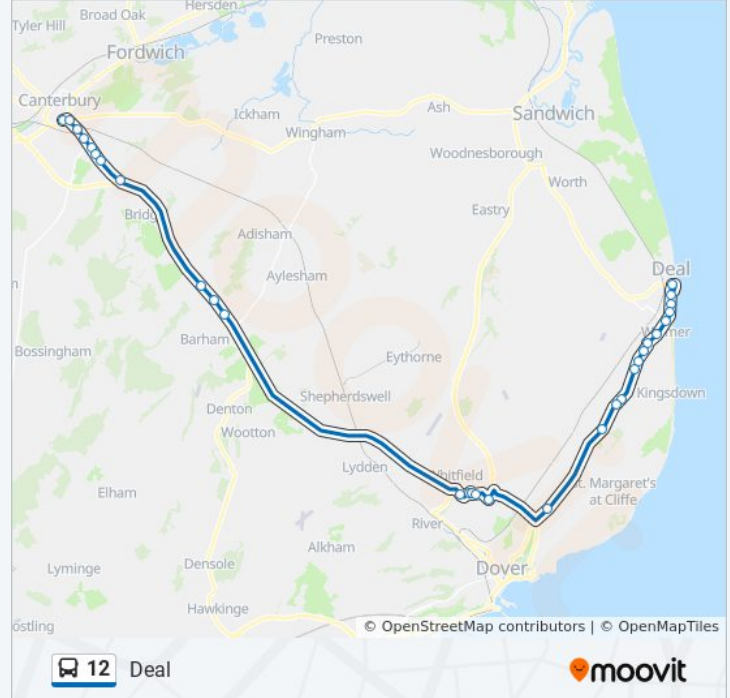 Broad Oak
Hersden
Tyler Hill
Preston
Fordwich
Canterbury
Ickham
Ash
Sandwich
Wingham
Woodnesborough
Worth
Bridg
Eastry
Adisham
Aylesham
Deal
Barham
Bossingham
Eythorne
Kingsdown
Shepherdswell
Denton
Wootton
Lydden
Whitfield
St. Margaret's
at Cliffe
Elham
River
Alkham
Lyminge
Densole
Dover
Hawkinge
© OpenStreetMap contributors | © OpenMapTiles
12 Deal
moovit